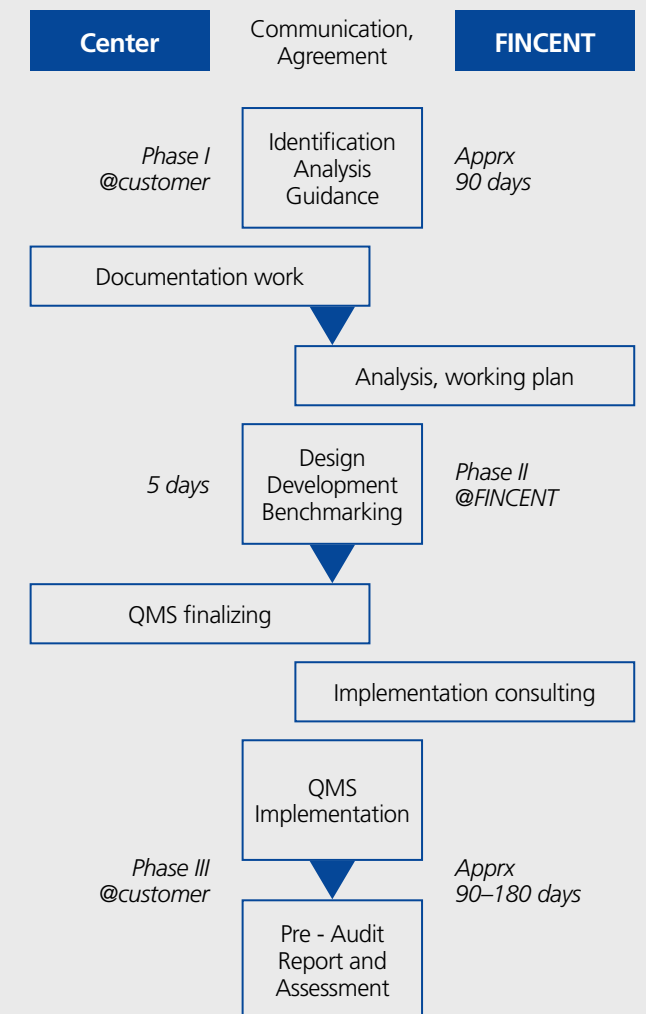 Center
Communication,
Agreement
FINCENT
Phase I
@customer
Identification
Analysis
Guidance
Apprx
90 days
Documentation work
Analysis, working plan
5 days
Design
Development
Benchmarking
Phase II
@FINCENT
QMS finalizing
Implementation consulting
QMS
Implementation
Phase III
@customer
Apprx
90–180 days
Pre - Audit
Report and
Assessment